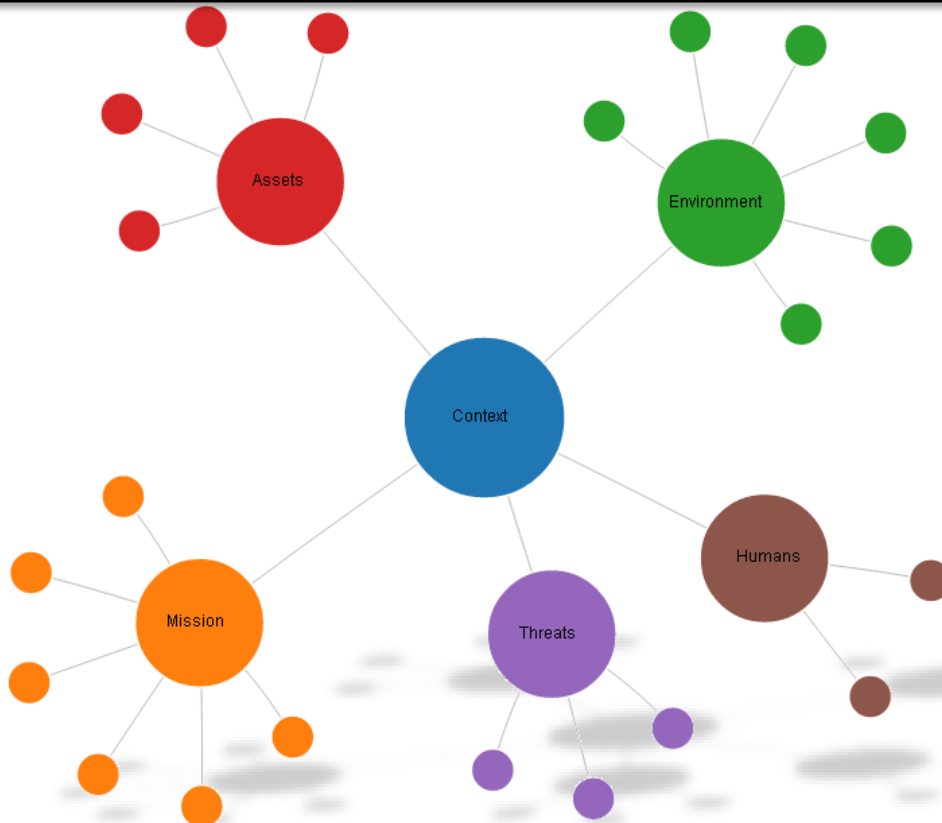 Assets
Environment
Context
Humans
Mission
Threats